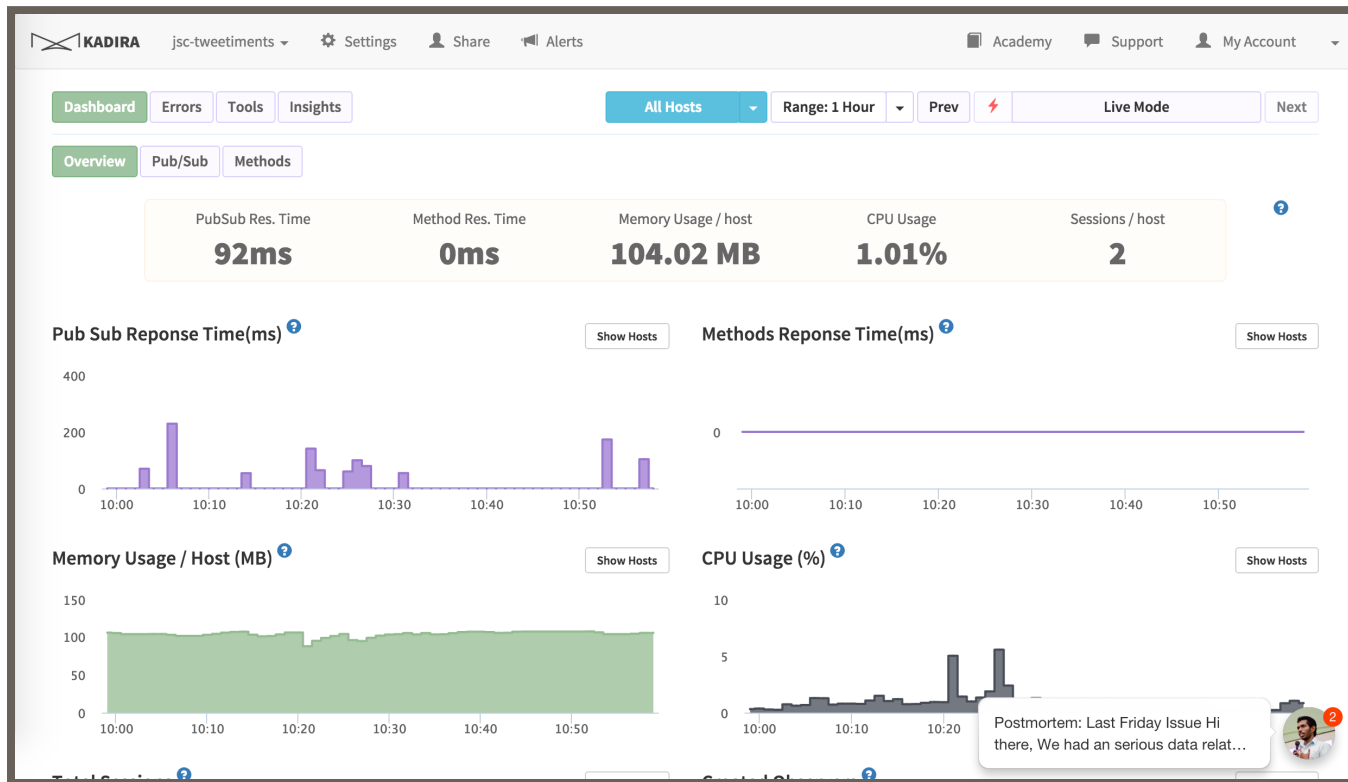 KADIRA jsc-tweetiments Settings Share Alerts Academy Support My Account
Dashboard Errors Tools Insights All Hosts Range: 1 Hour Prev Live Mode Next
Overview Pub/Sub Methods
PubSub Res. Time Method Res. Time Memory Usage / host CPU Usage Sessions / host
92ms 0ms 104.02 MB 1.01% 2
Pub Sub Reponse Time(ms) Show Hosts
400
200
0
10:00 10:10 10:20 10:30 10:40 10:50
Methods Reponse Time(ms) Show Hosts
0
10:00 10:10 10:20 10:30 10:40 10:50
Memory Usage / Host (MB) Show Hosts
150
100
50
0
10:00 10:10 10:20 10:30 10:40 10:50
CPU Usage (%) Show Hosts
10
5
0
10:00 10:10 10:20
Postmortem: Last Friday Issue Hi
there, We had an serious data relat...
2
Total Sessions